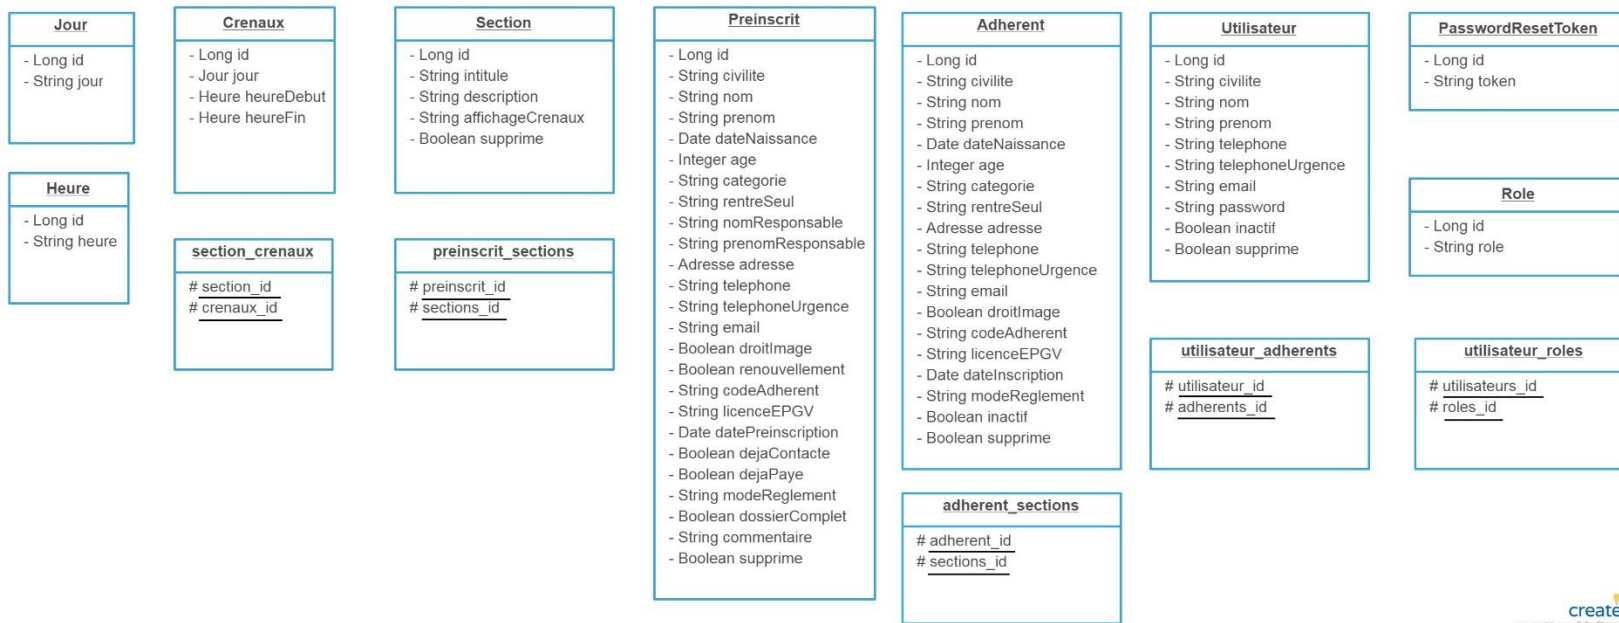 Jour
- Long id
- String jour
Heure
- Long id
- String heure
Crenaux
- Long id
- Jour jour
- Heure heureDebut
- Heure heureFin
section_crenaux
# section_id
# crenaux_id
Section
- Long id
- String intitule
- String description
- String affichageCrenaux
- Boolean supprime
preinscrit_sections
# preinscrit_id
# sections_id
Preinscrit
- Long id
- String civilite
- String nom
- String prenom
- Date dateNaissance
- Integer age
- String categorie
- String rentreSeul
- String nomResponsable
- String prenomResponsable
- Adresse adresse
- String telephone
- String telephoneUrgence
- String email
- Boolean droitImage
- Boolean renouvellement
- String codeAdherent
- String licenceEPGV
- Date datePreinscription
- Boolean dejaContacte
- Boolean dejaPaye
- String modeReglement
- Boolean dossierComplet
- String commentaire
- Boolean supprime
Adherent
- Long id
- String civilite
- String nom
- String prenom
- Date dateNaissance
- Integer age
- String categorie
- String rentreSeul
- Adresse adresse
- String telephone
- String telephoneUrgence
- String email
- Boolean droitImage
- String codeAdherent
- String licenceEPGV
- Date dateInscription
- String modeReglement
- Boolean inactif
- Boolean supprime
adherent_sections
# adherent_id
# sections_id
Utilisateur
- Long id
- String civilite
- String nom
- String prenom
- String telephone
- String telephoneUrgence
- String email
- String password
- Boolean inactif
- Boolean supprime
utilisateur_adherents
# utilisateur_id
# adherents_id
PasswordResetToken
- Long id
- String token
Role
- Long id
- String role
utilisateur_roles
# utilisateurs_id
# roles_id
create